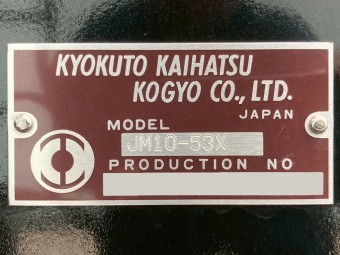 KYOKUTO KAIHATSU
KOGYO CO., LTD.
JAPAN
MODEL
JM10-53X
PRODUCTION NO